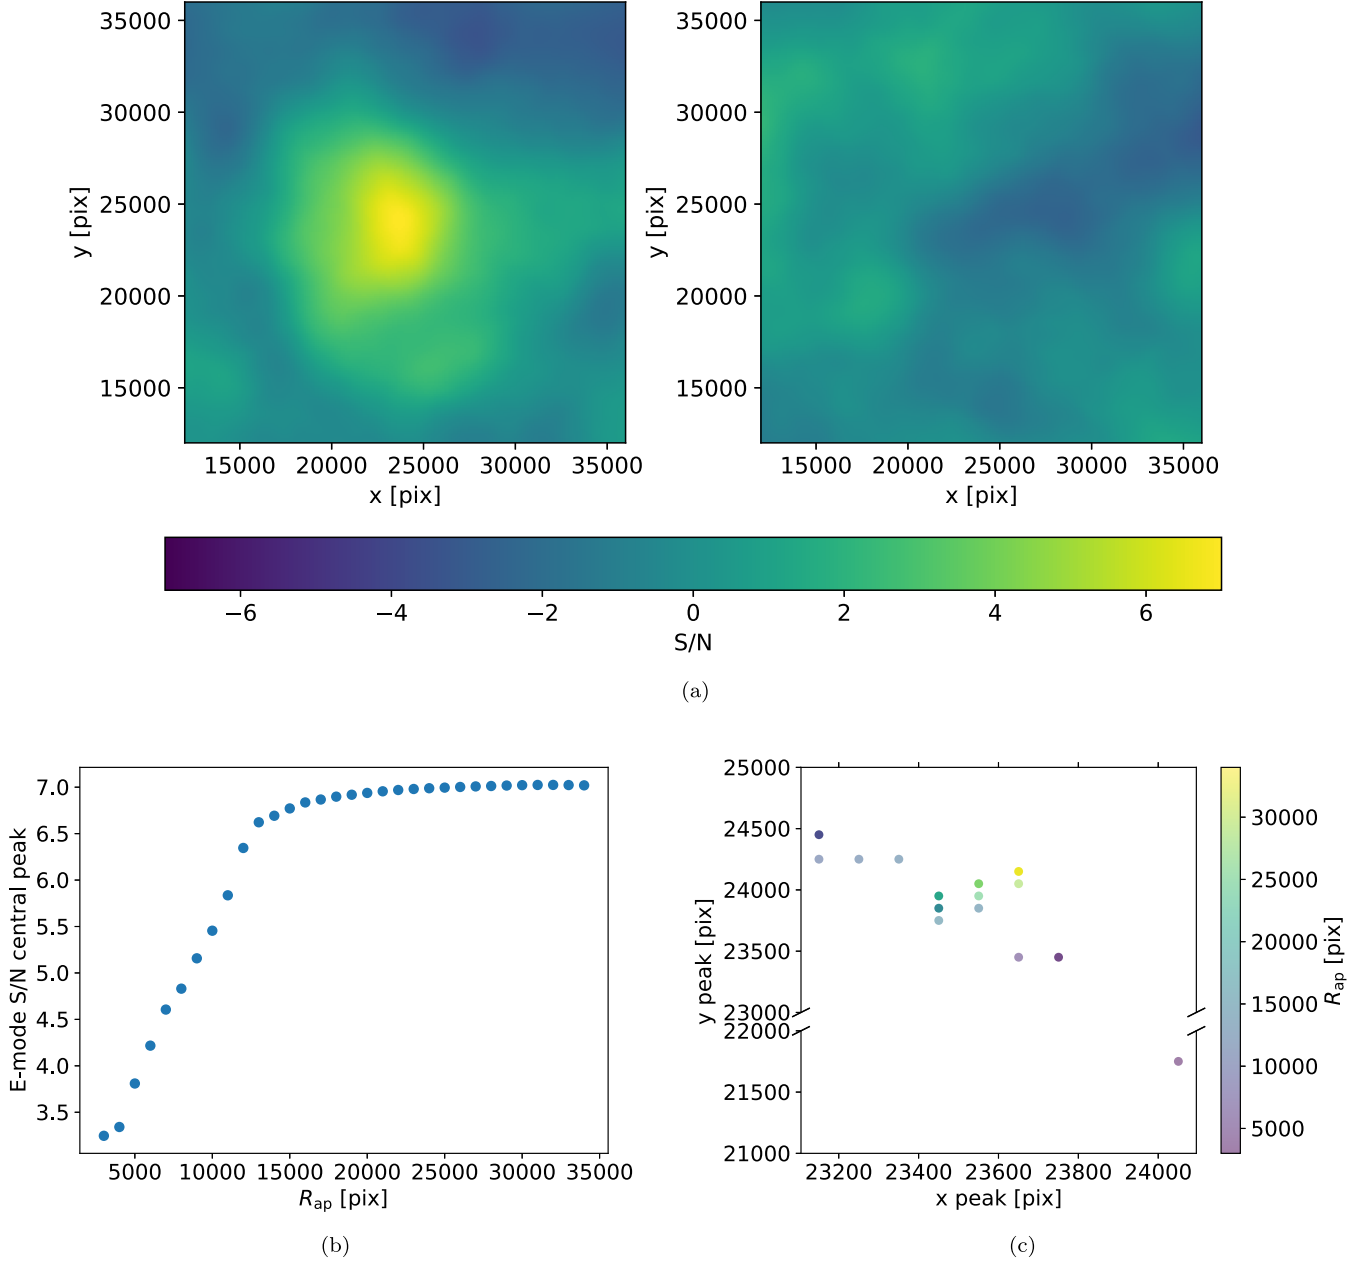 35000
30000
25000
20000
15000
y [pix]
15000 20000 25000 30000 35000
x [pix]
35000
30000
25000
20000
15000
y [pix]
15000 20000 25000 30000 35000
x [pix]
−6 −4 −2 0 2 4 6
S/N
(a)
7.0
6.5
6.0
5.5
5.0
4.5
4.0
3.5
E-mode S/N central peak
5000 10000 15000 20000 25000 30000 35000
R_ap [pix]
(b)
25000
24500
24000
23500
23000
22000
21500
21000
y peak [pix]
23200 23400 23600 23800 24000
x peak [pix]
30000
25000
20000
15000
10000
5000
R_ap [pix]
(c)